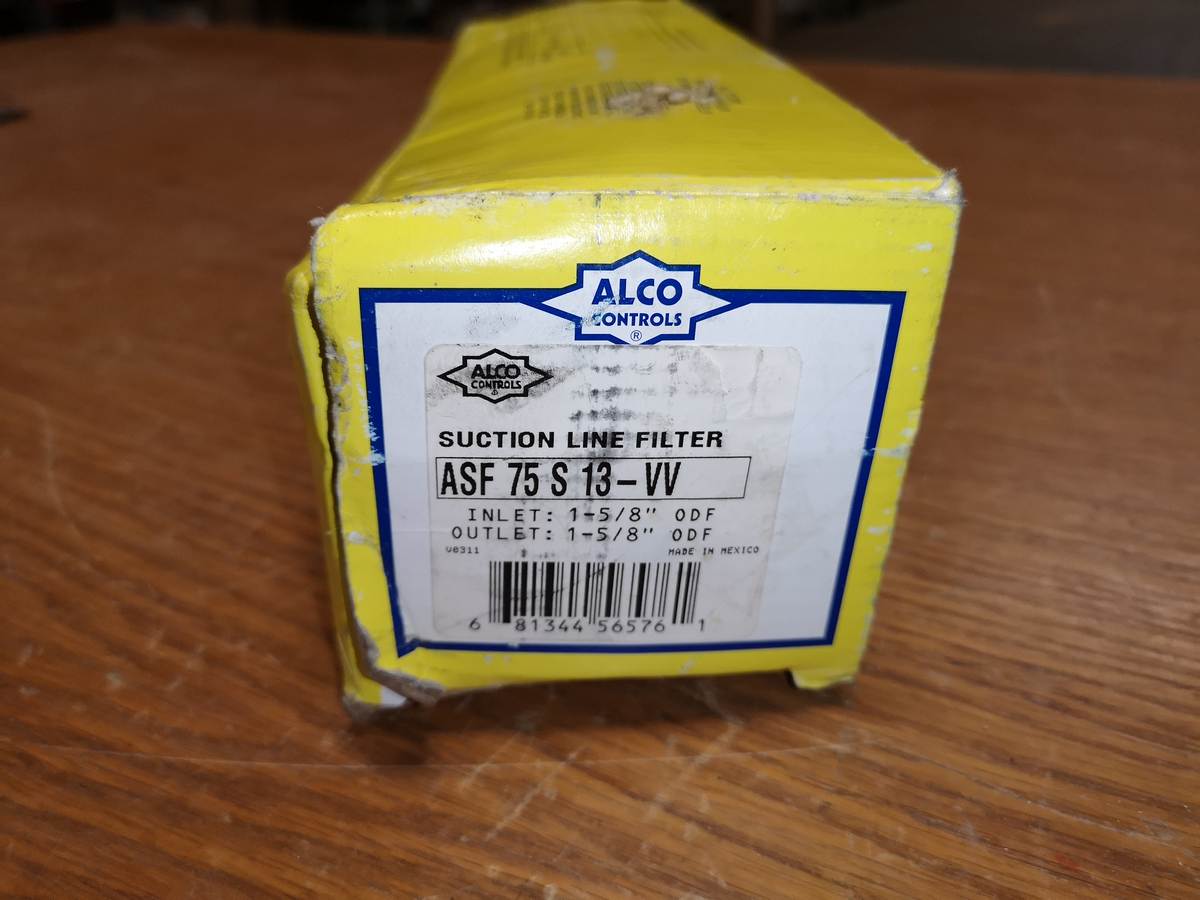 ALCO
CONTROLS
®
ALCO
CONTROLS
SUCTION LINE FILTER
ASF 75 S 13-VV
INLET: 1-5/8" ODF
OUTLET: 1-5/8" ODF
MADE IN MEXICO
6 81344 56576 1